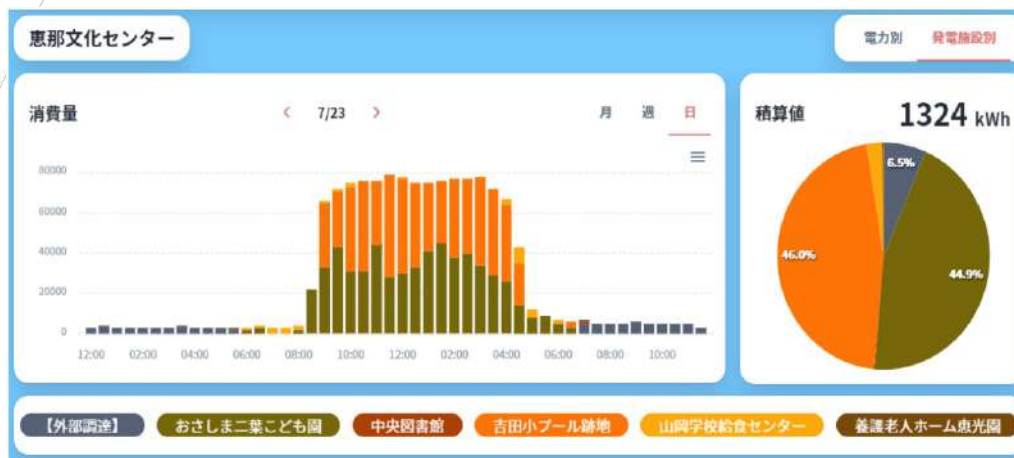 恵那文化センター
電力別 発電施設別
消費量
7/23
月 週 日
80000
60000
40000
20000
0
12:00 02:00 04:00 06:00 08:00 10:00 12:00 02:00 04:00 06:00 08:00 10:00
積算値 1324 kWh
6.5%
46.0%
44.9%
【外部調達】 おさしま二葉こども園 中央図書館 吉田小プール跡地 山岡学校給食センター 養護老人ホーム恵光園